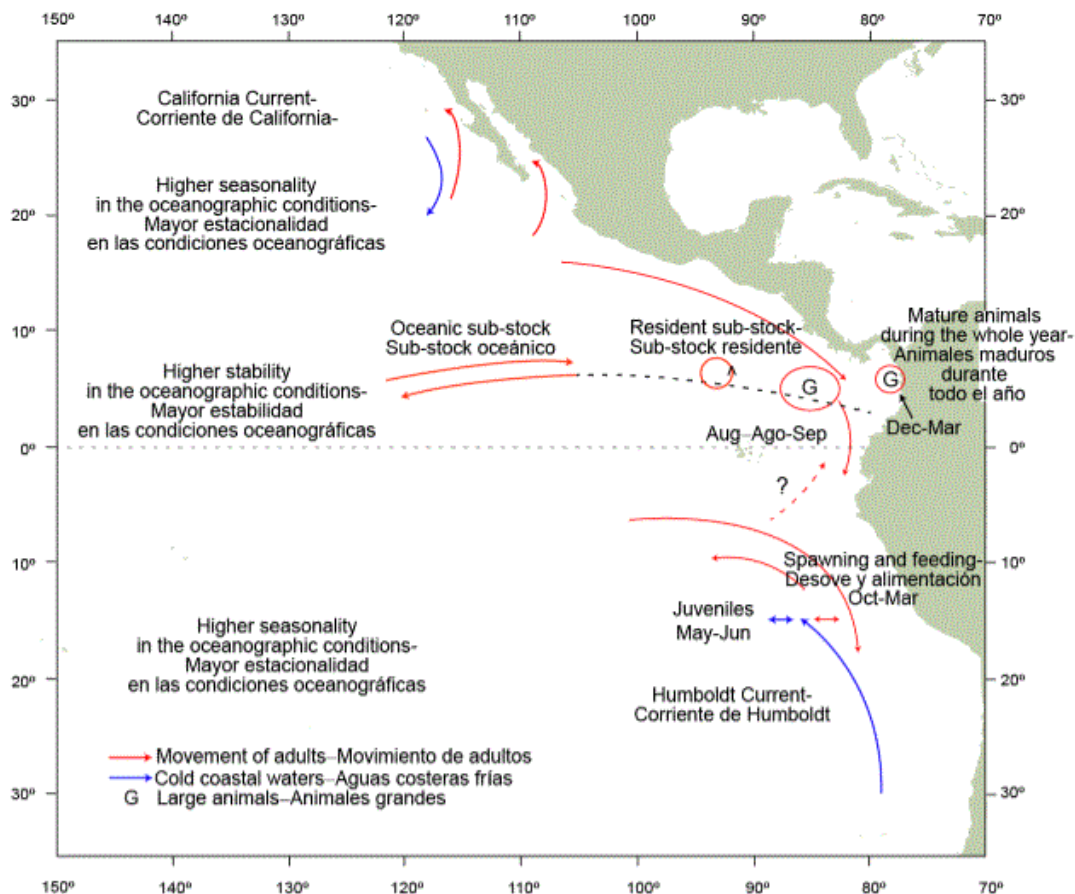 150º 140º 130º 120º 110º 100º 90º 80º 70º
30º 30º
California Current-
Corriente de California-
Higher seasonality
in the oceanographic conditions-
Mayor estacionalidad
en las condiciones oceanográficas
20º 20º
10º 10º
Oceanic sub-stock
Sub-stock oceánico
Resident sub-stock-
Sub-stock residente
Mature animals
during the whole year-
Animales maduros
durante
todo el año
Higher stability
in the oceanographic conditions-
Mayor estabilidad
en las condiciones oceanográficas
G
G
Dec-Mar
Aug–Ago-Sep
0º 0º
?
10º 10º
Spawning and feeding-
Desove y alimentación
Oct-Mar
Juveniles
May-Jun
Higher seasonality
in the oceanographic conditions-
Mayor estacionalidad
en las condiciones oceanográficas
20º 20º
Humboldt Current-
Corriente de Humboldt
Movement of adults–Movimiento de adultos
Cold coastal waters–Aguas costeras frías
G Large animals–Animales grandes
30º 30º
150º 140º 130º 120º 110º 100º 90º 80º 70º